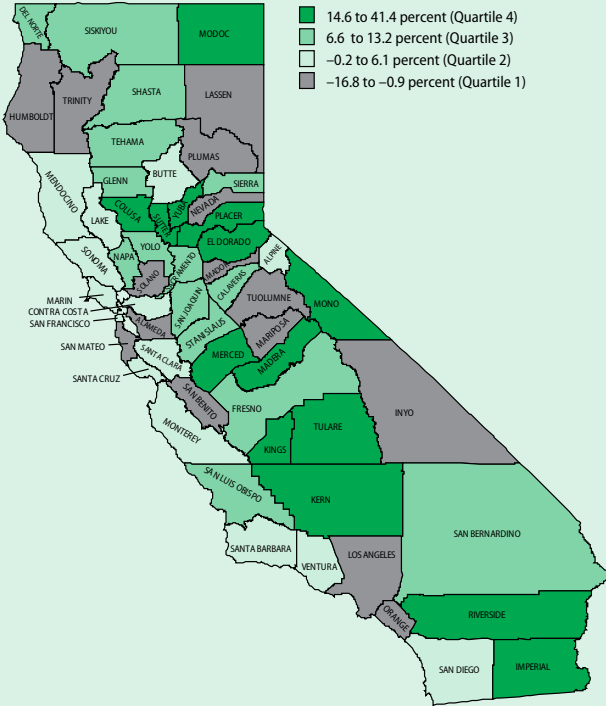 14.6 to 41.4 percent (Quartile 4)
6.6 to 13.2 percent (Quartile 3)
–0.2 to 6.1 percent (Quartile 2)
–16.8 to –0.9 percent (Quartile 1)
DEL NORTE
SISKIYOU
MODOC
HUMBOLDT
TRINITY
SHASTA
LASSEN
TEHAMA
PLUMAS
MENDOCINO
GLENN
BUTTE
SIERRA
LAKE
COLUSA
SUTTER
YUBA
NEVADA
PLACER
EL DORADO
SONOMA
NAPA
YOLO
SOLANO
ALPINE
MARIN
CONTRA COSTA
SAN FRANCISCO
ALAMEDA
SAN JOAQUIN
CALAVERAS
TUOLUMNE
MONO
SAN MATEO
SANTA CLARA
STANISLAUS
MARIPOSA
SANTA CRUZ
MERCED
MADERA
SAN BENITO
FRESNO
INYO
MONTEREY
KINGS
TULARE
SAN LUIS OBISPO
KERN
SAN BERNARDINO
SANTA BARBARA
VENTURA
LOS ANGELES
ORANGE
RIVERSIDE
SAN DIEGO
IMPERIAL